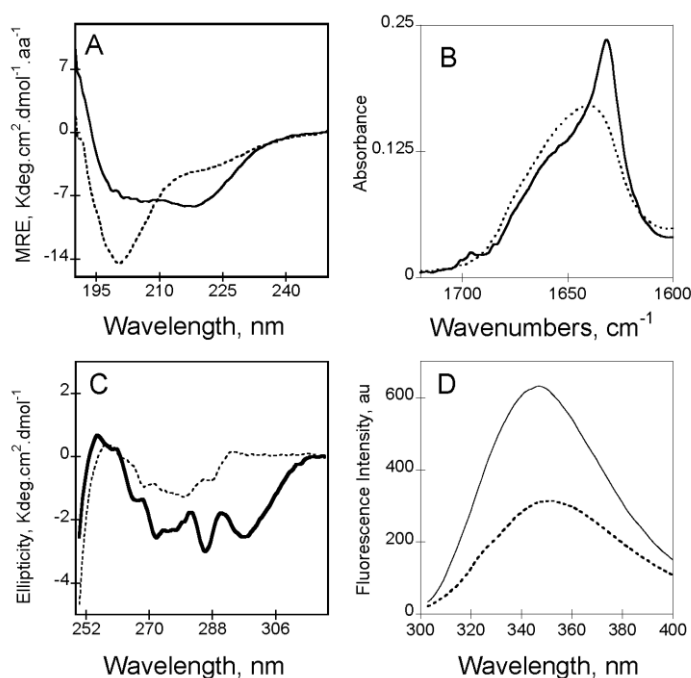 A
MRE, Kdeg.cm².dmol⁻¹.aa⁻¹
7
0
-7
-14
195 210 225 240
Wavelength, nm
B
Absorbance
0.25
0.125
0
1700 1650 1600
Wavenumbers, cm⁻¹
C
Ellipticity, Kdeg.cm².dmol⁻¹
2
0
-2
-4
252 270 288 306
Wavelength, nm
D
Fluorescence Intensity, au
600
400
200
0
300 320 340 360 380 400
Wavelength, nm